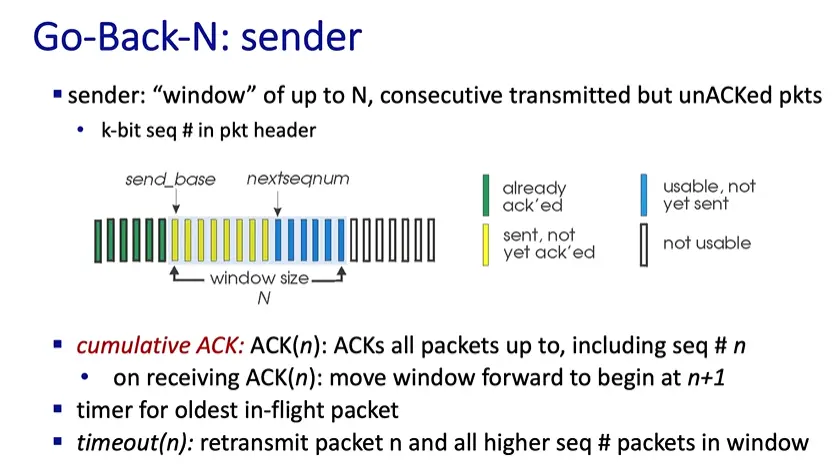 Go-Back-N: sender
▪ sender: “window” of up to N, consecutive transmitted but unACKed pkts
• k-bit seq # in pkt header
send_base nextseqnum
already
ack'ed
usable, not
yet sent
sent, not
yet ack'ed
not usable
window size
N
▪ cumulative ACK: ACK(n): ACKs all packets up to, including seq # n
• on receiving ACK(n): move window forward to begin at n+1
▪ timer for oldest in-flight packet
▪ timeout(n): retransmit packet n and all higher seq # packets in window